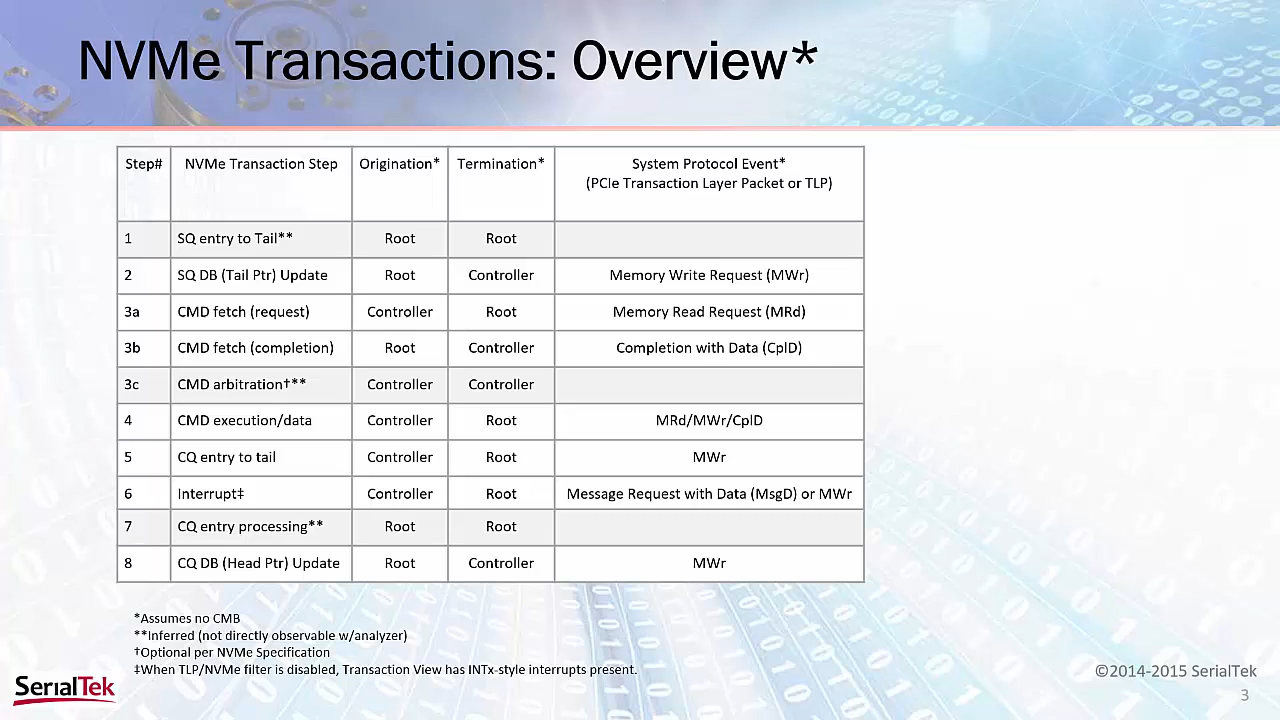 NVMe Transactions: Overview*
Step# NVMe Transaction Step Origination* Termination* System Protocol Event*
(PCIe Transaction Layer Packet or TLP)
1 SQ entry to Tail** Root Root
2 SQ DB (Tail Ptr) Update Root Controller Memory Write Request (MWr)
3a CMD fetch (request) Controller Root Memory Read Request (MRd)
3b CMD fetch (completion) Root Controller Completion with Data (CplD)
3c CMD arbitration†** Controller Controller
4 CMD execution/data Controller Root MRd/MWr/CplD
5 CQ entry to tail Controller Root MWr
6 Interrupt‡ Controller Root Message Request with Data (MsgD) or MWr
7 CQ entry processing** Root Root
8 CQ DB (Head Ptr) Update Root Controller MWr
*Assumes no CMB
**Inferred (not directly observable w/analyzer)
†Optional per NVMe Specification
‡When TLP/NVMe filter is disabled, Transaction View has INTx-style interrupts present.
SerialTek
©2014-2015 SerialTek
3